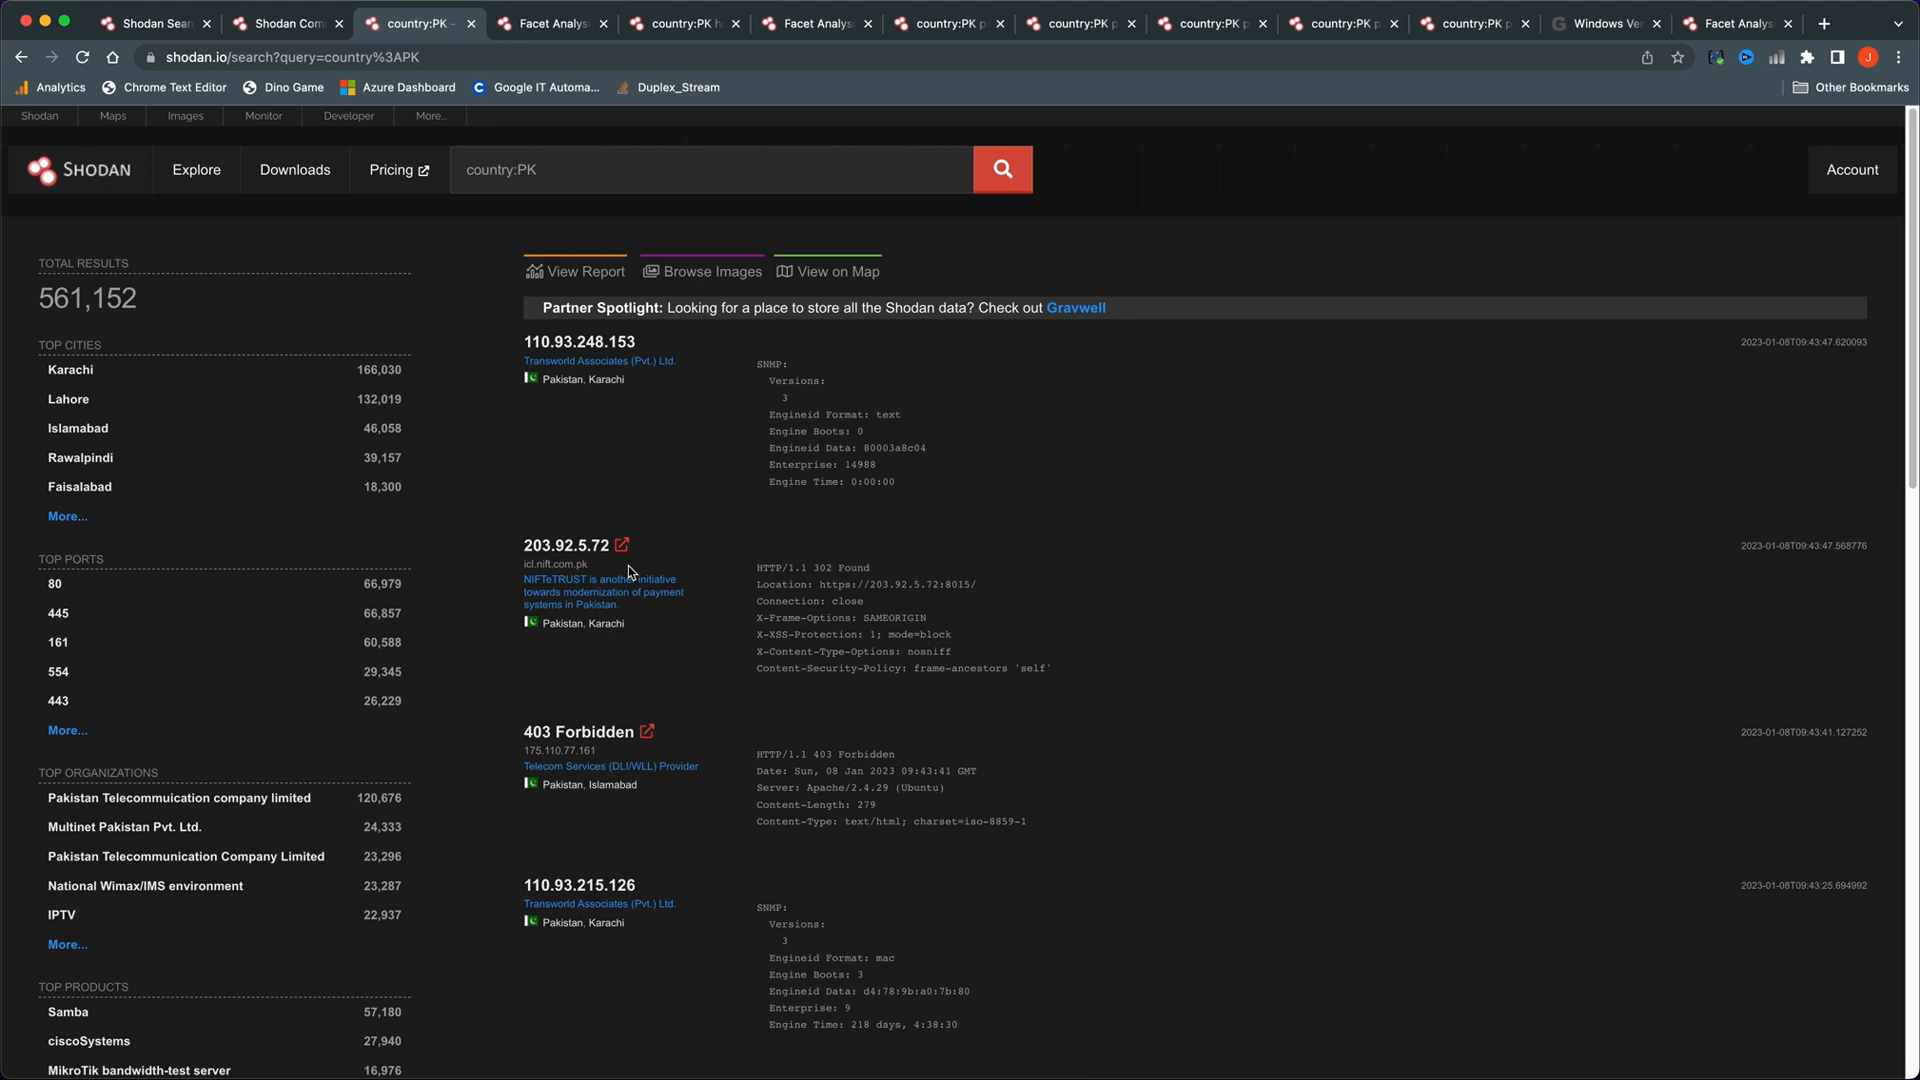 Shodan Sear
Shodan Com
country:PK -
Facet Analysi
country:PK h
Facet Analysi
country:PK p
country:PK p
country:PK p
country:PK p
country:PK p
Windows Ver
Facet Analys
shodan.io/search?query=country%3APK
J
Analytics
Chrome Text Editor
Dino Game
Azure Dashboard
Google IT Automa...
Duplex_Stream
Other Bookmarks
Shodan
Maps
Images
Monitor
Developer
More...
SHODAN
Explore
Downloads
Pricing
country:PK
Account
TOTAL RESULTS
561,152
TOP CITIES
Karachi 166,030
Lahore 132,019
Islamabad 46,058
Rawalpindi 39,157
Faisalabad 18,300
More...
TOP PORTS
80 66,979
445 66,857
161 60,588
554 29,345
443 26,229
More...
TOP ORGANIZATIONS
Pakistan Telecommuication company limited 120,676
Multinet Pakistan Pvt. Ltd. 24,333
Pakistan Telecommunication Company Limited 23,296
National Wimax/IMS environment 23,287
IPTV 22,937
More...
TOP PRODUCTS
Samba 57,180
ciscoSystems 27,940
MikroTik bandwidth-test server 16,976
View Report
Browse Images
View on Map
Partner Spotlight: Looking for a place to store all the Shodan data? Check out Gravwell
110.93.248.153
Transworld Associates (Pvt.) Ltd.
Pakistan, Karachi
SNMP:
Versions:
3
Engineid Format: text
Engine Boots: 0
Engineid Data: 80003a8c04
Enterprise: 14988
Engine Time: 0:00:00
2023-01-08T09:43:47.620093
203.92.5.72
icl.nift.com.pk
NIFTeTRUST is another initiative
towards modernization of payment
systems in Pakistan.
Pakistan, Karachi
HTTP/1.1 302 Found
Location: https://203.92.5.72:8015/
Connection: close
X-Frame-Options: SAMEORIGIN
X-XSS-Protection: 1; mode=block
X-Content-Type-Options: nosniff
Content-Security-Policy: frame-ancestors 'self'
2023-01-08T09:43:47.568776
403 Forbidden
175.110.77.161
Telecom Services (DLI/WLL) Provider
Pakistan, Islamabad
HTTP/1.1 403 Forbidden
Date: Sun, 08 Jan 2023 09:43:41 GMT
Server: Apache/2.4.29 (Ubuntu)
Content-Length: 279
Content-Type: text/html; charset=iso-8859-1
2023-01-08T09:43:41.127252
110.93.215.126
Transworld Associates (Pvt.) Ltd.
Pakistan, Karachi
SNMP:
Versions:
3
Engineid Format: mac
Engine Boots: 3
Engineid Data: d4:78:9b:a0:7b:80
Enterprise: 9
Engine Time: 218 days, 4:38:30
2023-01-08T09:43:25.694992